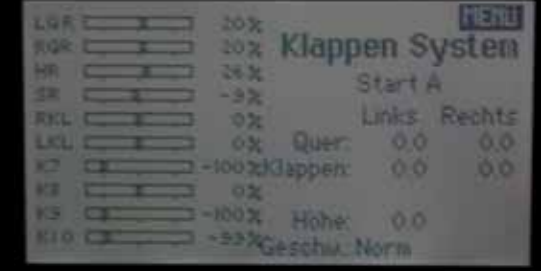 MENU
Klappen System
Start A
Links Rechts
Quer: 0.0 0.0
Klappen: 0.0 0.0
Höhe: 0.0
Geschw.:Norm
LQR 20%
RQR 20%
HR 26%
SR -9%
RKL 0%
LKL 0%
K7 -100%
K8 0%
K9 -100%
K10 -99%